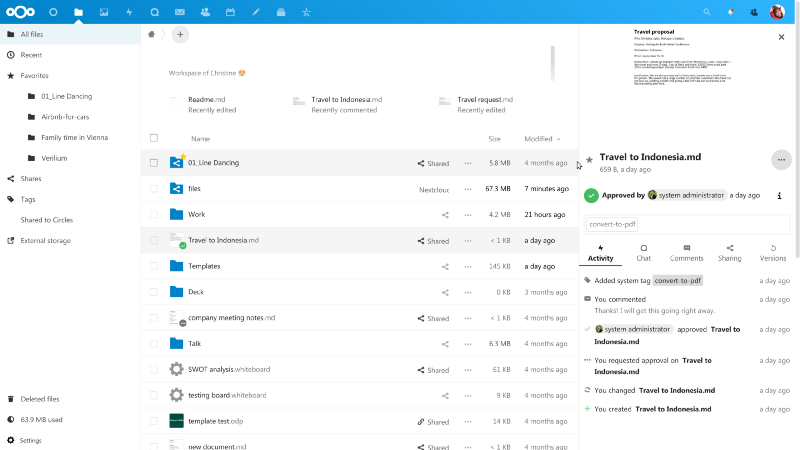 All files
Recent
Favorites
01_Line Dancing
Airbnb-for-cars
Family time in Vienna
Verilium
Shares
Tags
Shared to Circles
External storage
Deleted files
63.9 MB used
Settings
Workspace of Christine
Readme.md
Recently edited
Travel to Indonesia.md
Recently commented
Travel request.md
Recently edited
Name Size Modified
01_Line Dancing Shared 5.8 MB 4 months ago
files Nextclouc 67.3 MB 7 minutes ago
Work 4.2 MB 21 hours ago
Travel to Indonesia.md Shared < 1 KB a day ago
Templates 145 KB a day ago
Deck 0 KB 3 months ago
company meeting notes.md Shared < 1 KB 4 months ago
Talk 6.3 MB 4 months ago
SWOT analysis.whiteboard Shared 61 KB 4 months ago
testing board.whiteboard 9 KB 4 months ago
template test.odp Shared 14 KB 4 months ago
new document.md Shared < 1 KB 4 months ago
Travel proposal
Travel to Indonesia.md
659 B, a day ago
Approved by system administrator a day ago
convert-to-pdf
Activity Chat Comments Sharing Versions
Added system tag convert-to-pdf a day ago
You commented a day ago
Thanks! I will get this going right away.
system administrator approved Travel to a day ago
Indonesia.md
You requested approval on Travel to a day ago
Indonesia.md
You changed Travel to Indonesia.md a day ago
You created Travel to Indonesia.md a day ago